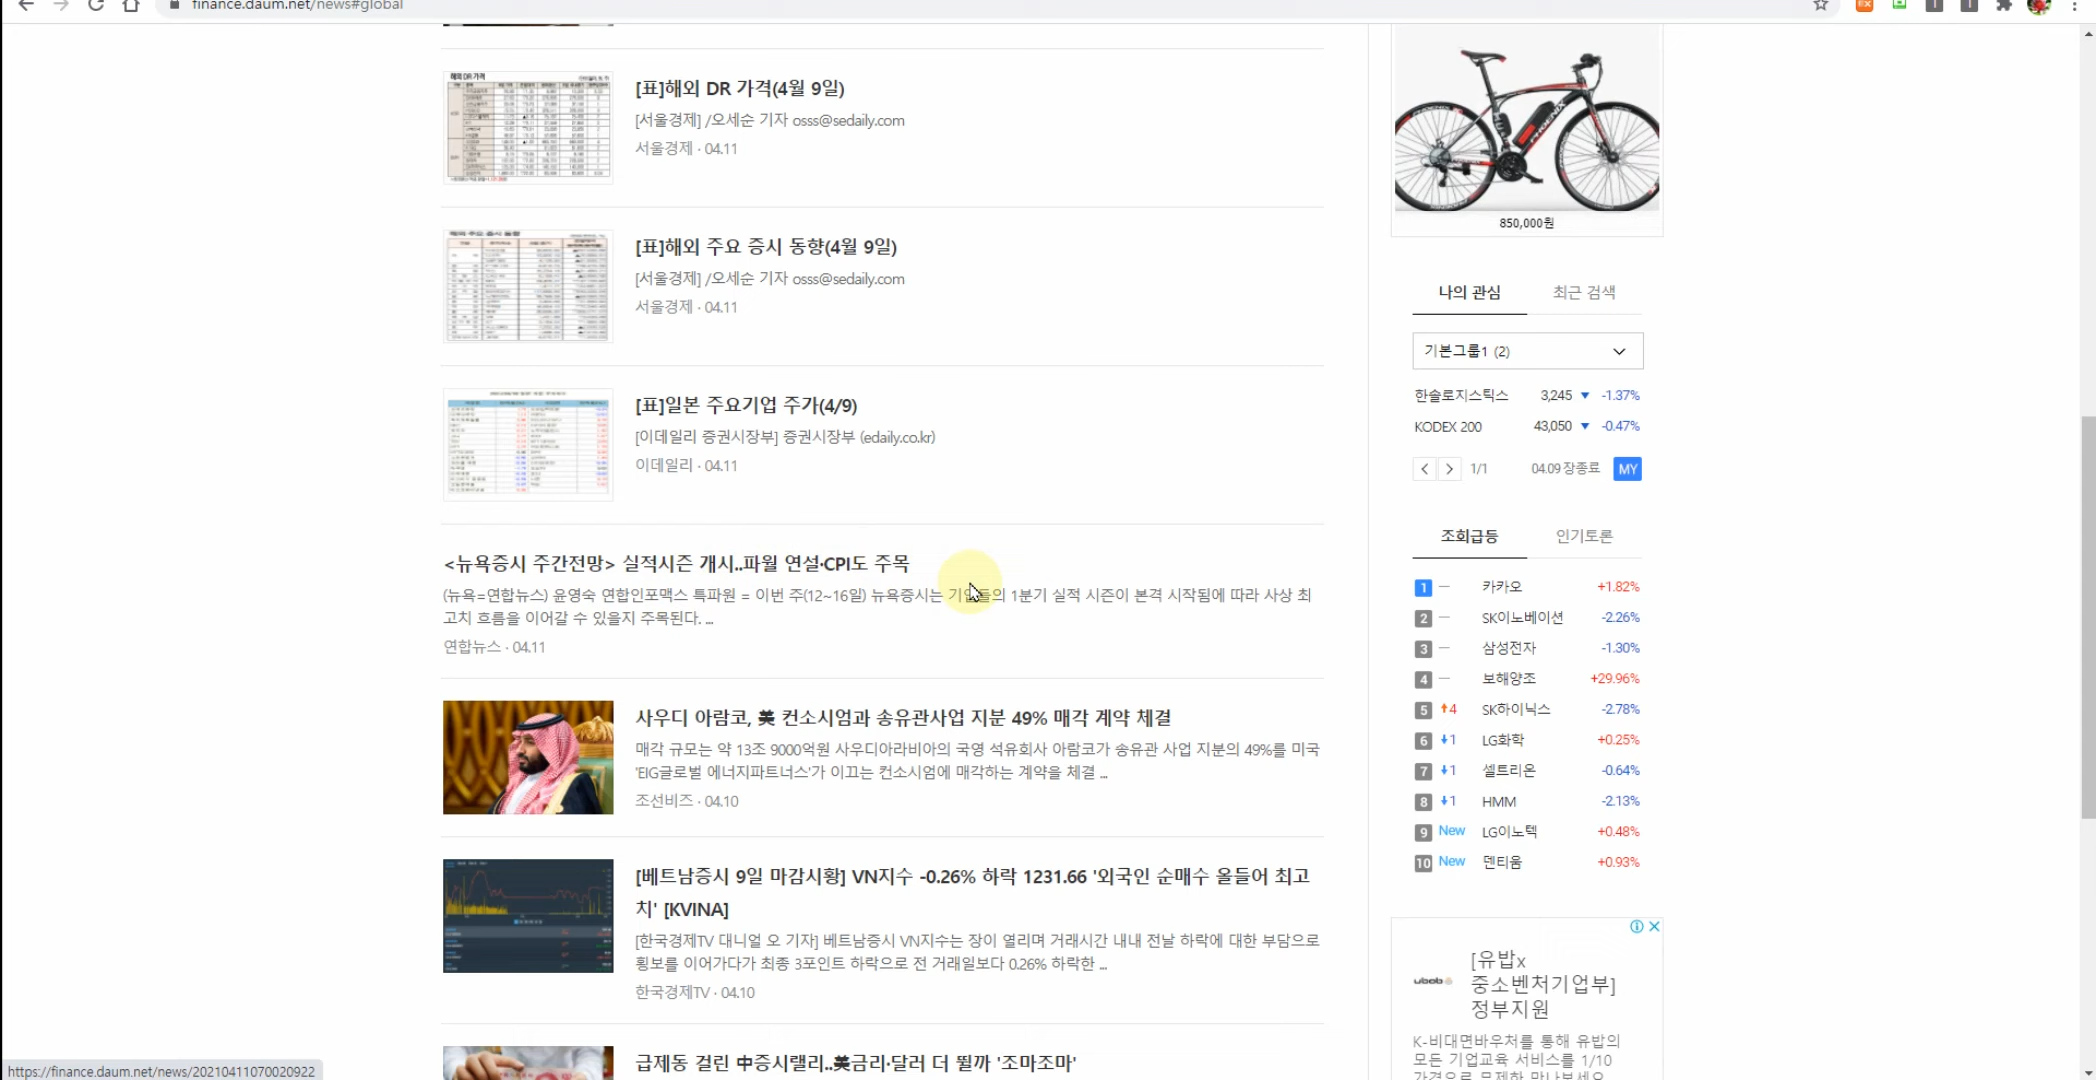 finance.daum.net/news#global
[표]해외 DR 가격(4월 9일)
[서울경제] /오세순 기자 osss@sedaily.com
서울경제 · 04.11
[표]해외 주요 증시 동향(4월 9일)
[서울경제] /오세순 기자 osss@sedaily.com
서울경제 · 04.11
[표]일본 주요기업 주가(4/9)
[이데일리 증권시장부] 증권시장부 (edaily.co.kr)
이데일리 · 04.11
<뉴욕증시 주간전망> 실적시즌 개시..파월 연설·CPI도 주목
(뉴욕=연합뉴스) 윤영숙 연합인포맥스 특파원 = 이번 주(12~16일) 뉴욕증시는 기업들의 1분기 실적 시즌이 본격 시작됨에 따라 사상 최
고치 흐름을 이어갈 수 있을지 주목된다. ...
연합뉴스 · 04.11
사우디 아람코, 美 컨소시엄과 송유관사업 지분 49% 매각 계약 체결
매각 규모는 약 13조 9000억원 사우디아라비아의 국영 석유회사 아람코가 송유관 사업 지분의 49%를 미국
'EIG글로벌 에너지파트너스'가 이끄는 컨소시엄에 매각하는 계약을 체결 ...
조선비즈 · 04.10
[베트남증시 9일 마감시황] VN지수 -0.26% 하락 1231.66 '외국인 순매수 올들어 최고
치' [KVINA]
[한국경제TV 대니얼 오 기자] 베트남증시 VN지수는 장이 열리며 거래시간 내내 전날 하락에 대한 부담으로
횡보를 이어가다가 최종 3포인트 하락으로 전 거래일보다 0.26% 하락한 ...
한국경제TV · 04.10
급제동 걸린 中증시랠리..美금리·달러 더 뛸까 '조마조마'
https://finance.daum.net/news/20210411070020922
PHOENIX
850,000원
나의 관심 최근 검색
기본그룹1 (2)
한솔로지스틱스 3,245 ▼ -1.37%
KODEX 200 43,050 ▼ -0.47%
< > 1/1 04.09 장종료 MY
조회급등 인기토론
1 ─ 카카오 +1.82%
2 ─ SK이노베이션 -2.26%
3 ─ 삼성전자 -1.30%
4 ─ 보해양조 +29.96%
5 ↑4 SK하이닉스 -2.78%
6 ↓1 LG화학 +0.25%
7 ↓1 셀트리온 -0.64%
8 ↓1 HMM -2.13%
9 New LG이노텍 +0.48%
10 New 덴티움 +0.93%
[유밥x
중소벤처기업부]
정부지원
ubob
K-비대면바우처를 통해 유밥의
모든 기업교육 서비스를 1/10